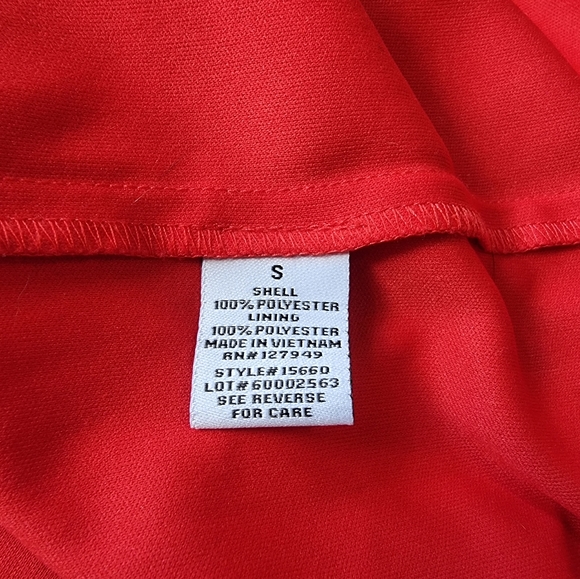 S
SHELL
100% POLYESTER
LINING
100% POLYESTER
MADE IN VIETNAM
RN# 127949
STYLE# 15660
LOT# 60002563
SEE REVERSE
FOR CARE